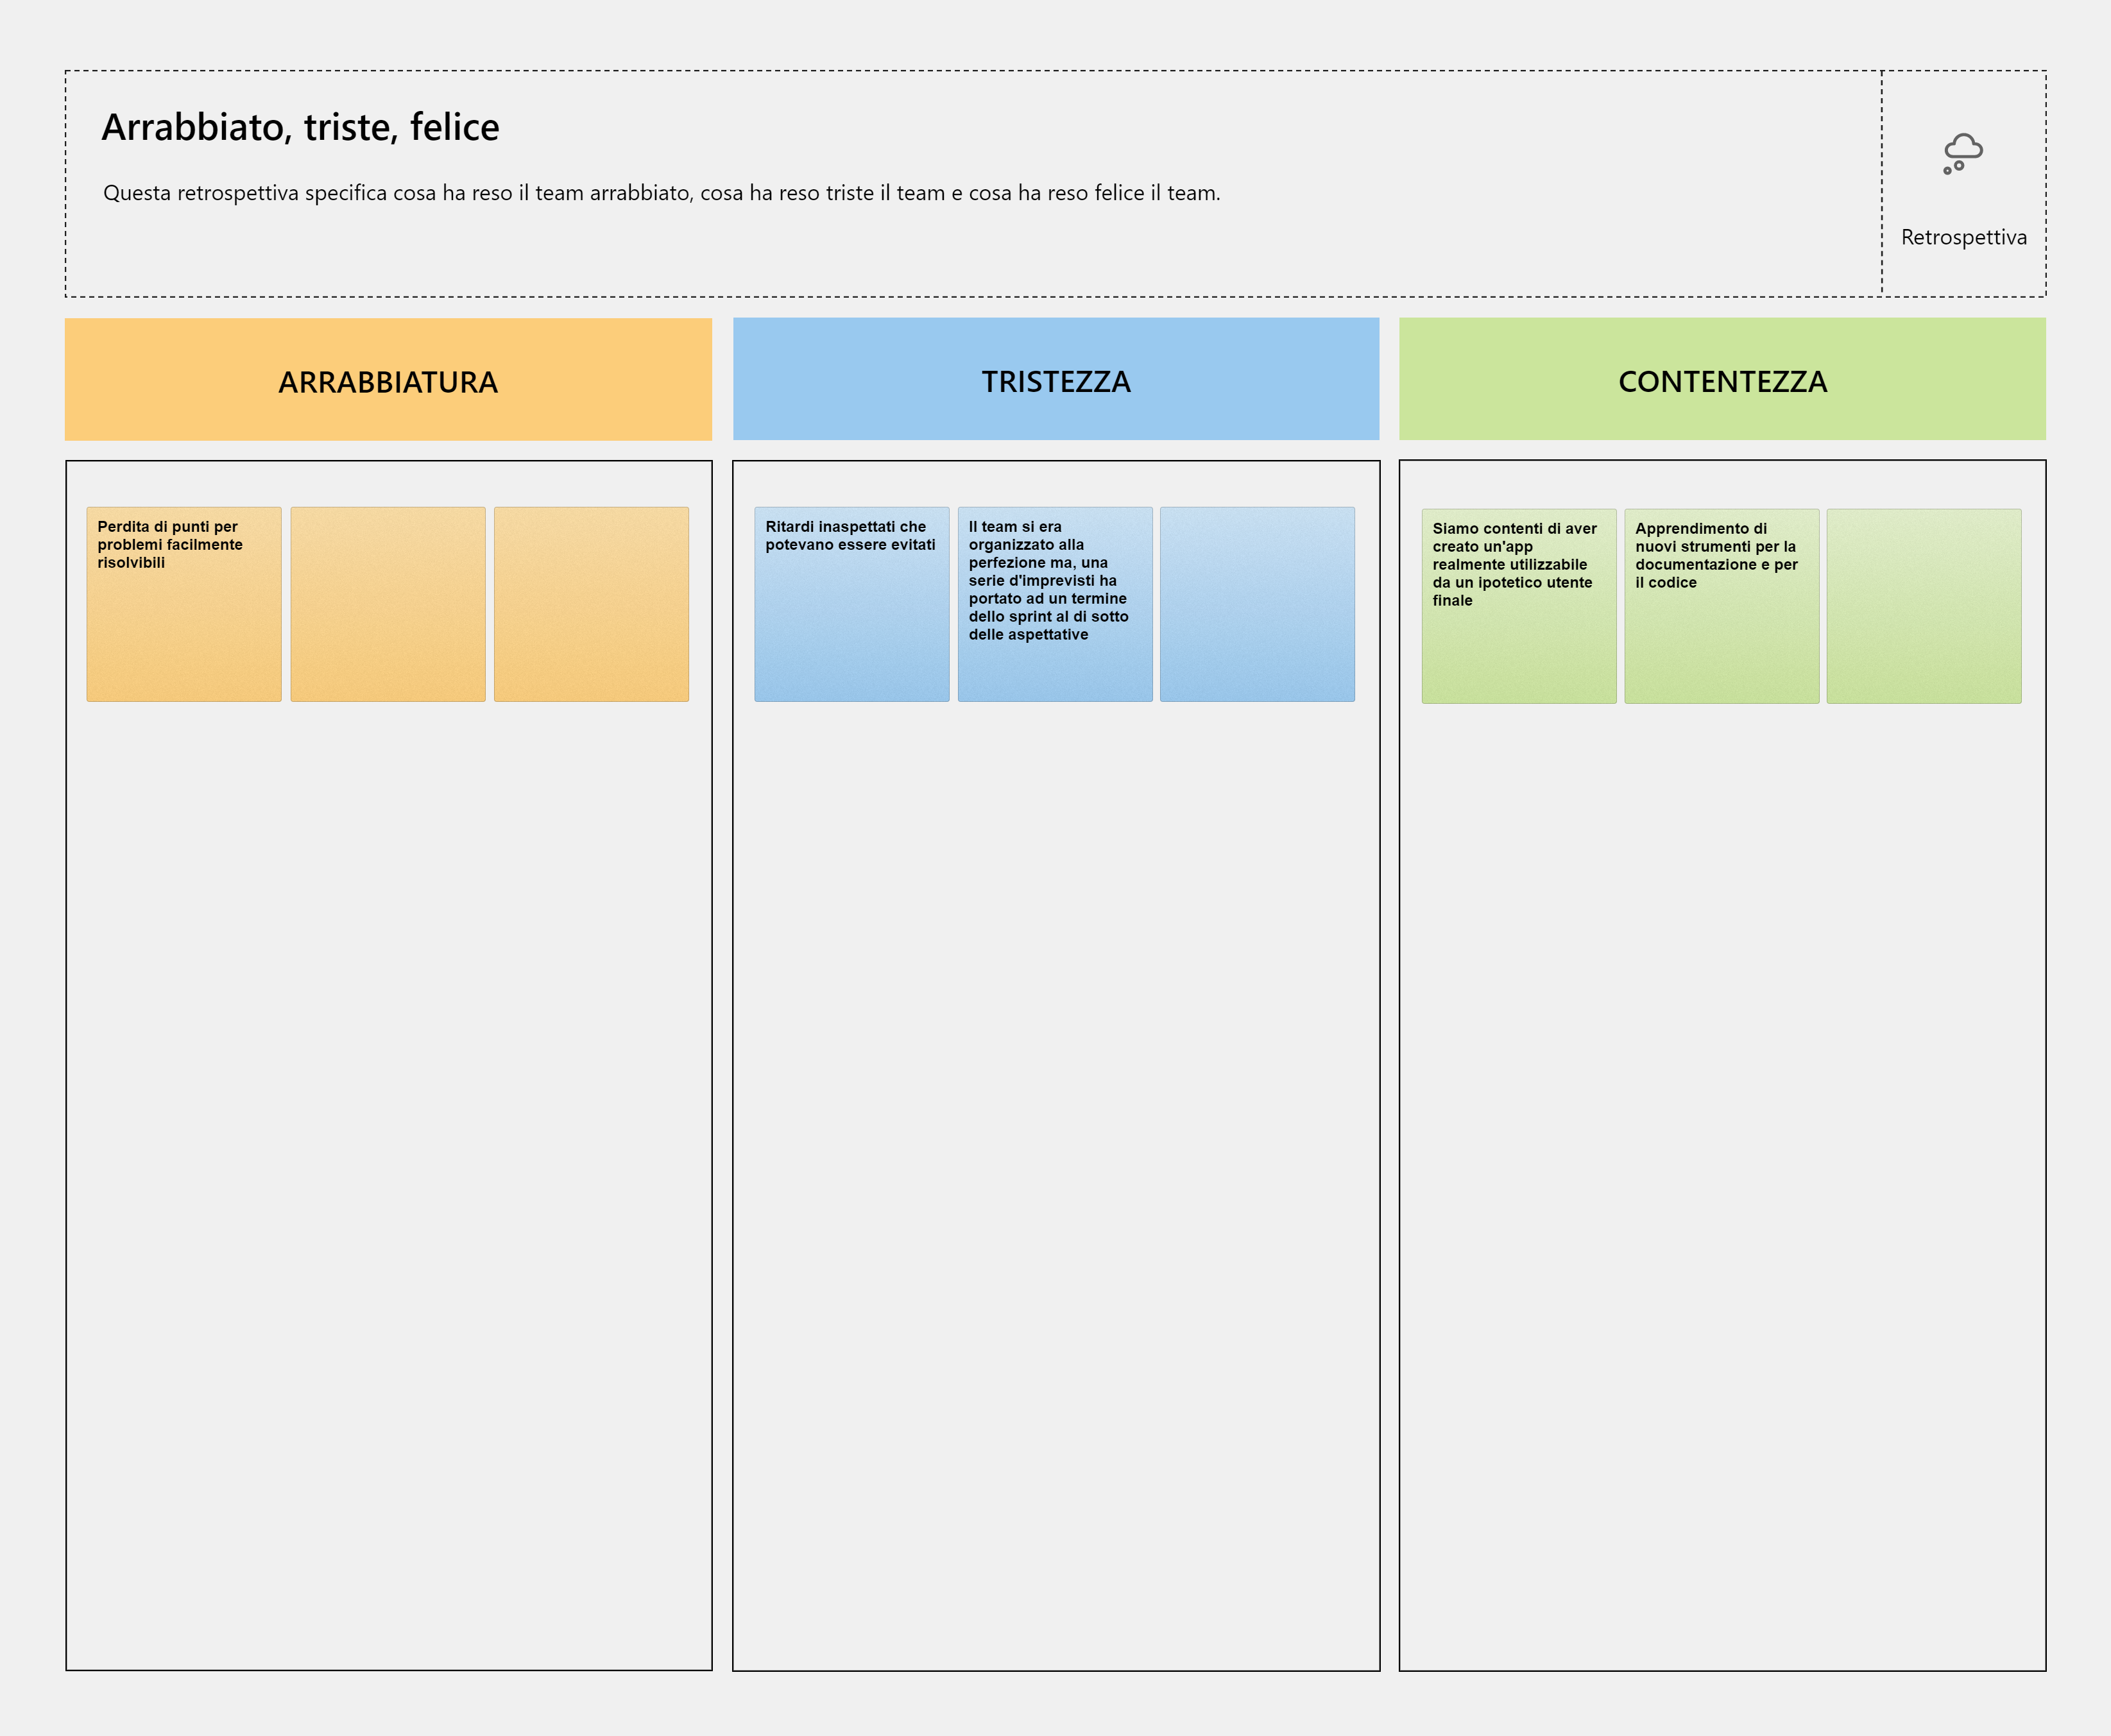 Arrabbiato, triste, felice
Questa retrospettiva specifica cosa ha reso il team arrabbiato, cosa ha reso triste il team e cosa ha reso felice il team.
Retrospettiva
ARRABBIATURA
TRISTEZZA
CONTENTEZZA
Perdita di punti per
problemi facilmente
risolvibili
Ritardi inaspettati che
potevano essere evitati
Il team si era
organizzato alla
perfezione ma, una
serie d'imprevisti ha
portato ad un termine
dello sprint al di sotto
delle aspettative
Siamo contenti di aver
creato un'app
realmente utilizzabile
da un ipotetico utente
finale
Apprendimento di
nuovi strumenti per la
documentazione e per
il codice